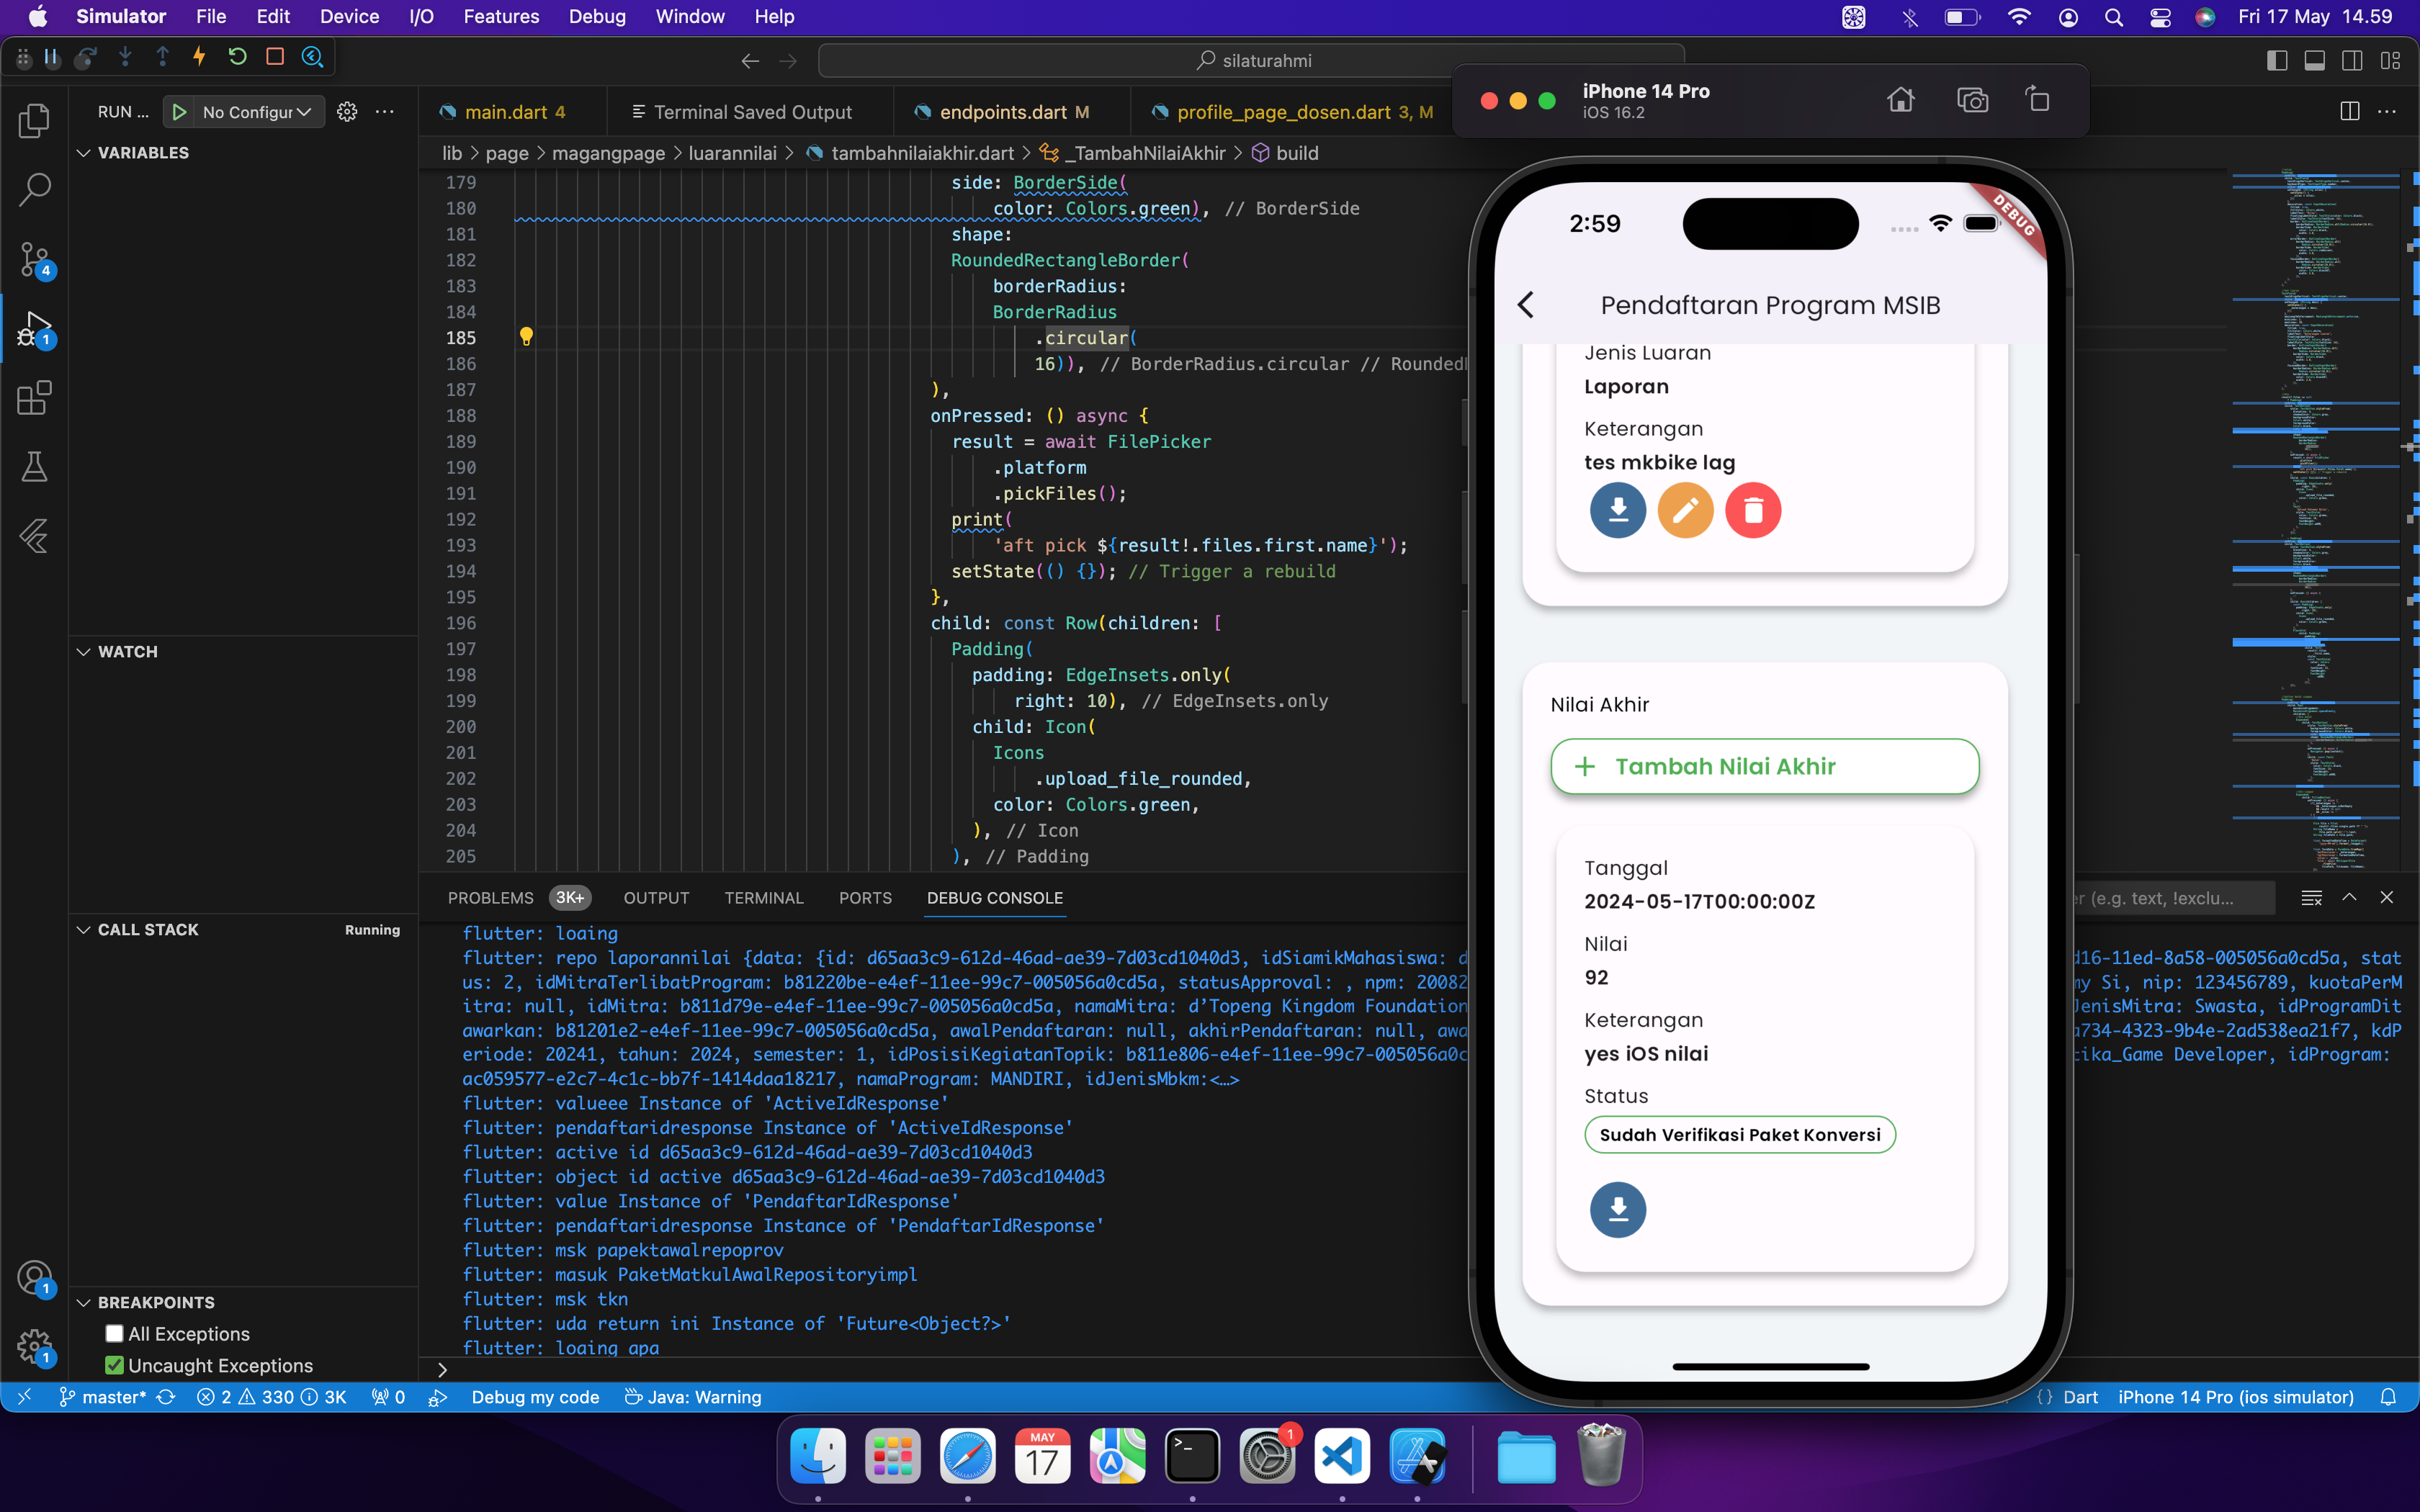 Simulator File Edit Device I/O Features Debug Window Help Fri 17 May 14.59
silaturahmi
RUN ... No Configur
main.dart 4 Terminal Saved Output endpoints.dart M profile_page_dosen.dart 3, M
lib > page > magangpage > luarannilai > tambahnilaiakhir.dart > _TambahNilaiAkhir > build
VARIABLES
WATCH
CALL STACK Running
BREAKPOINTS
All Exceptions
Uncaught Exceptions
4
1
1
1
179 side: BorderSide(
180 color: Colors.green), // BorderSide
181 shape:
182 RoundedRectangleBorder(
183 borderRadius:
184 BorderRadius
185 .circular(
186 16)), // BorderRadius.circular // Rounded
187 ),
188 onPressed: () async {
189 result = await FilePicker
190 .platform
191 .pickFiles();
192 print(
193 'aft pick ${result!.files.first.name}');
194 setState(() {}); // Trigger a rebuild
195 },
196 child: const Row(children: [
197 Padding(
198 padding: EdgeInsets.only(
199 right: 10), // EdgeInsets.only
200 child: Icon(
201 Icons
202 .upload_file_rounded,
203 color: Colors.green,
204 ), // Icon
205 ), // Padding
PROBLEMS 3K+ OUTPUT TERMINAL PORTS DEBUG CONSOLE
er (e.g. text, !exclu...
flutter: loaing
flutter: repo laporannilai {data: {id: d65aa3c9-612d-46ad-ae39-7d03cd1040d3, idSiamikMahasiswa: d d16-11ed-8a58-005056a0cd5a, stat
us: 2, idMitraTerlibatProgram: b81220be-e4ef-11ee-99c7-005056a0cd5a, statusApproval: , npm: 20082 my Si, nip: 123456789, kuotaPerM
itra: null, idMitra: b811d79e-e4ef-11ee-99c7-005056a0cd5a, namaMitra: d’Topeng Kingdom Foundation JenisMitra: Swasta, idProgramDit
awarkan: b81201e2-e4ef-11ee-99c7-005056a0cd5a, awalPendaftaran: null, akhirPendaftaran: null, awa a734-4323-9b4e-2ad538ea21f7, kdP
eriode: 20241, tahun: 2024, semester: 1, idPosisiKegiatanTopik: b811e806-e4ef-11ee-99c7-005056a0c tika_Game Developer, idProgram:
ac059577-e2c7-4c1c-bb7f-1414daa18217, namaProgram: MANDIRI, idJenisMbkm:<…>
flutter: valueee Instance of 'ActiveIdResponse'
flutter: pendaftaridresponse Instance of 'ActiveIdResponse'
flutter: active id d65aa3c9-612d-46ad-ae39-7d03cd1040d3
flutter: object id active d65aa3c9-612d-46ad-ae39-7d03cd1040d3
flutter: value Instance of 'PendaftarIdResponse'
flutter: pendaftaridresponse Instance of 'PendaftarIdResponse'
flutter: msk papektawalrepoprov
flutter: masuk PaketMatkulAwalRepositoryimpl
flutter: msk tkn
flutter: uda return ini Instance of 'Future<Object?>'
flutter: loaing apa
master* 2 330 3K 0 Debug my code Java: Warning {} Dart iPhone 14 Pro (ios simulator)
iPhone 14 Pro
iOS 16.2
2:59
DEBUG
Pendaftaran Program MSIB
Jenis Luaran
Laporan
Keterangan
tes mkbike lag
Nilai Akhir
+ Tambah Nilai Akhir
Tanggal
2024-05-17T00:00:00Z
Nilai
92
Keterangan
yes iOS nilai
Status
Sudah Verifikasi Paket Konversi
MAY
17
1